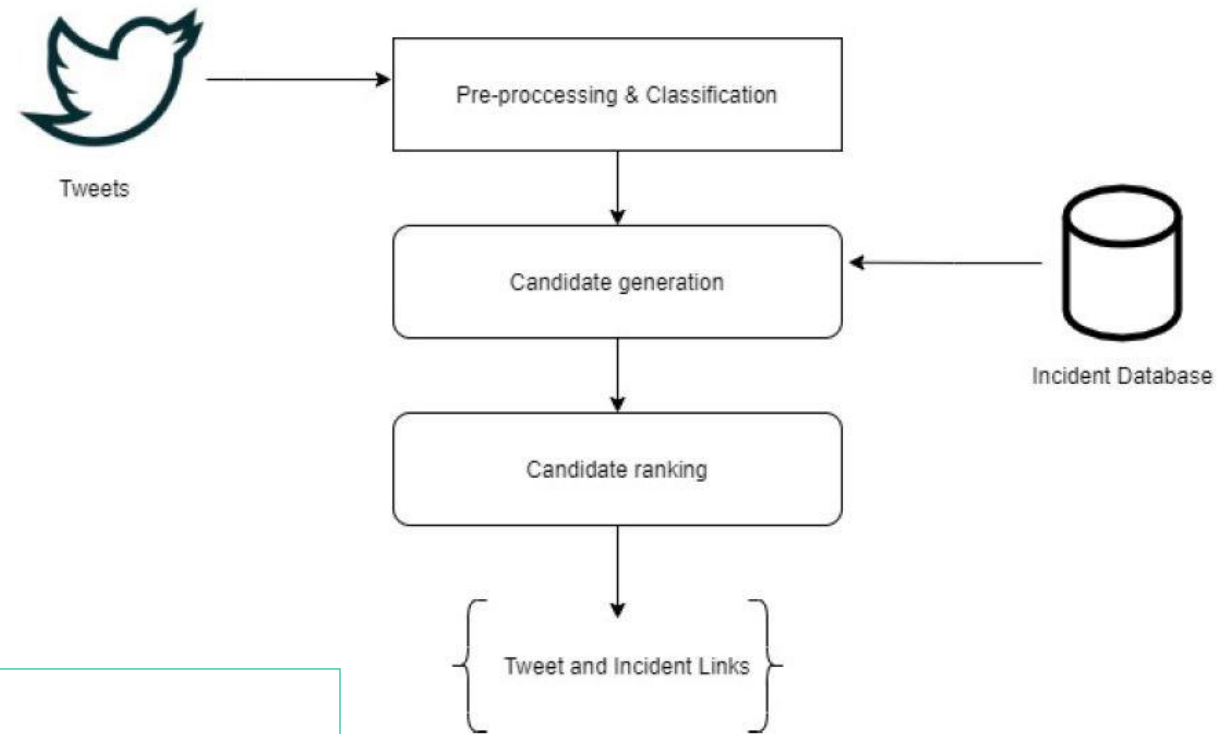 Pre-proccessing & Classification
Tweets
Candidate generation
Incident Database
Candidate ranking
Tweet and Incident Links